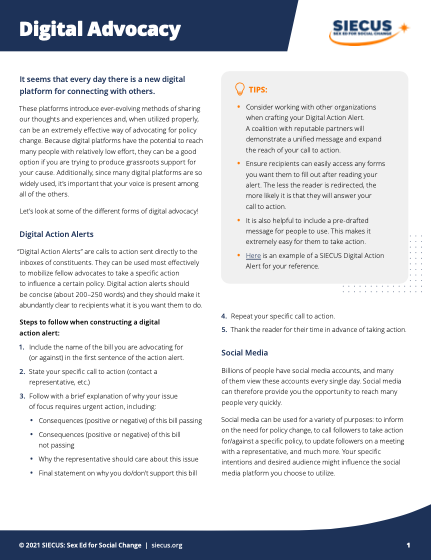 Digital Advocacy
SIECUS
SEX ED FOR SOCIAL CHANGE
It seems that every day there is a new digital
platform for connecting with others.
These platforms introduce ever-evolving methods of sharing
our thoughts and experiences and, when utilized properly,
can be an extremely effective way of advocating for policy
change. Because digital platforms have the potential to reach
many people with relatively low effort, they can be a good
option if you are trying to produce grassroots support for
your cause. Additionally, since many digital platforms are so
widely used, it's important that your voice is present among
all of the others.
Let's look at some of the different forms of digital advocacy!
Digital Action Alerts
“Digital Action Alerts” are calls to action sent directly to the
inboxes of constituents. They can be used most effectively
to mobilize fellow advocates to take a specific action
to influence a certain policy. Digital action alerts should
be concise (about 200–250 words) and they should make it
abundantly clear to recipients what it is you want them to do.
Steps to follow when constructing a digital
action alert:
1. Include the name of the bill you are advocating for
(or against) in the first sentence of the action alert.
2. State your specific call to action (contact a
representative, etc.)
3. Follow with a brief explanation of why your issue
of focus requires urgent action, including:
• Consequences (positive or negative) of this bill passing
• Consequences (positive or negative) of this bill
not passing
• Why the representative should care about this issue
• Final statement on why you do/don't support this bill
TIPS:
• Consider working with other organizations
when crafting your Digital Action Alert.
A coalition with reputable partners will
demonstrate a unified message and expand
the reach of your call to action.
• Ensure recipients can easily access any forms
you want them to fill out after reading your
alert. The less the reader is redirected, the
more likely it is that they will answer your
call to action.
• It is also helpful to include a pre-drafted
message for people to use. This makes it
extremely easy for them to take action.
• Here is an example of a SIECUS Digital Action
Alert for your reference.
4. Repeat your specific call to action.
5. Thank the reader for their time in advance of taking action.
Social Media
Billions of people have social media accounts, and many
of them view these accounts every single day. Social media
can therefore provide you the opportunity to reach many
people very quickly.
Social media can be used for a variety of purposes: to inform
on the need for policy change, to call followers to take action
for/against a specific policy, to update followers on a meeting
with a representative, and much more. Your specific
intentions and desired audience might influence the social
media platform you choose to utilize.
© 2021 SIECUS: Sex Ed for Social Change | siecus.org
1